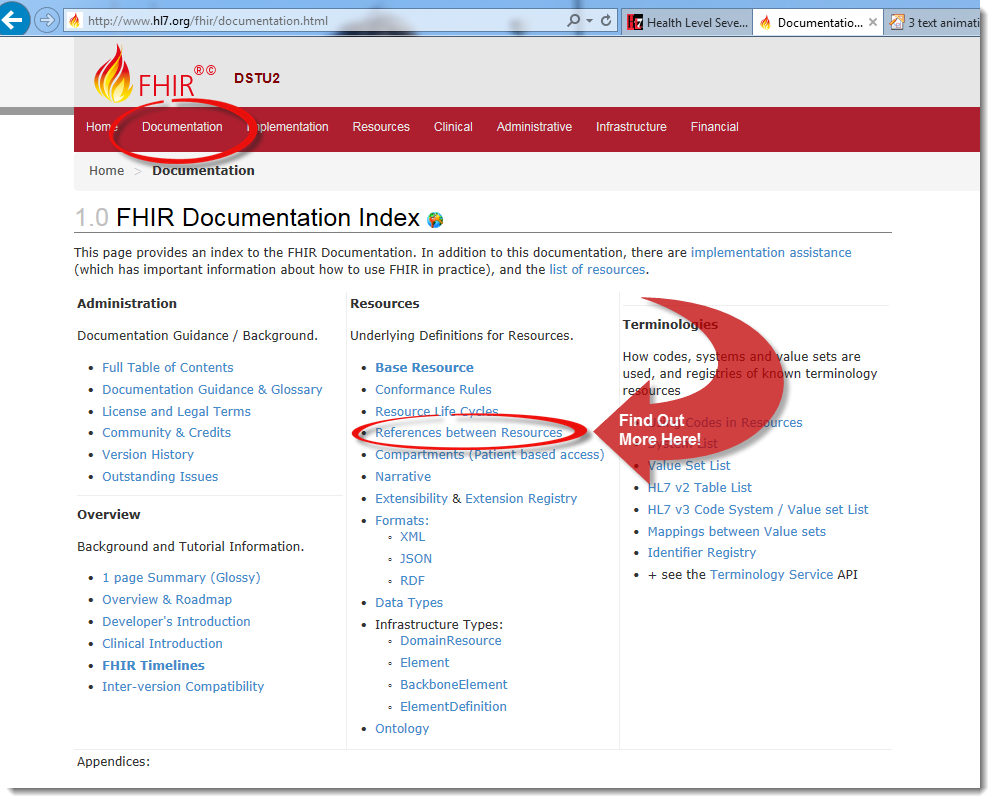 http://www.hl7.org/fhir/documentation.html
Health Level Seve...
Documentatio...
3 text animati
FHIR®© DSTU2
Home Documentation Implementation Resources Clinical Administrative Infrastructure Financial
Home > Documentation
1.0 FHIR Documentation Index
This page provides an index to the FHIR Documentation. In addition to this documentation, there are implementation assistance
(which has important information about how to use FHIR in practice), and the list of resources.
Administration
Documentation Guidance / Background.
Full Table of Contents
Documentation Guidance & Glossary
License and Legal Terms
Community & Credits
Version History
Outstanding Issues
Overview
Background and Tutorial Information.
1 page Summary (Glossy)
Overview & Roadmap
Developer's Introduction
Clinical Introduction
FHIR Timelines
Inter-version Compatibility
Resources
Underlying Definitions for Resources.
Base Resource
Conformance Rules
Resource Life Cycles
References between Resources
Compartments (Patient based access)
Narrative
Extensibility & Extension Registry
Formats:
XML
JSON
RDF
Data Types
Infrastructure Types:
DomainResource
Element
BackboneElement
ElementDefinition
Ontology
Terminologies
How codes, systems and value sets are
used, and registries of known terminology
resources
Codes in Resources
List
Value Set List
HL7 v2 Table List
HL7 v3 Code System / Value set List
Mappings between Value sets
Identifier Registry
+ see the Terminology Service API
Find Out
More Here!
Appendices: